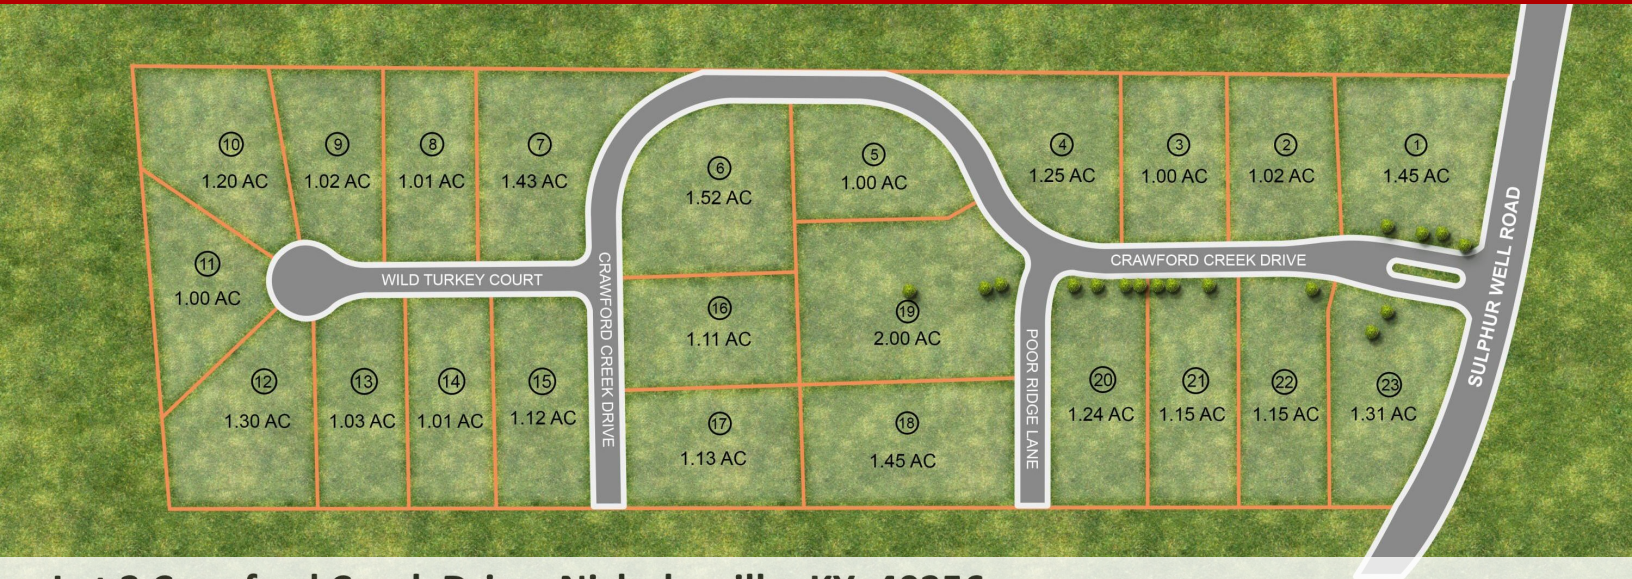 10
1.20 AC
9
1.02 AC
8
1.01 AC
7
1.43 AC
6
1.52 AC
5
1.00 AC
4
1.25 AC
3
1.00 AC
2
1.02 AC
1
1.45 AC
11
1.00 AC
WILD TURKEY COURT
CRAWFORD CREEK DRIVE
CRAWFORD CREEK DRIVE
SULPHUR WELL ROAD
16
1.11 AC
19
2.00 AC
POOR RIDGE LANE
12
1.30 AC
13
1.03 AC
14
1.01 AC
15
1.12 AC
17
1.13 AC
18
1.45 AC
20
1.24 AC
21
1.15 AC
22
1.15 AC
23
1.31 AC